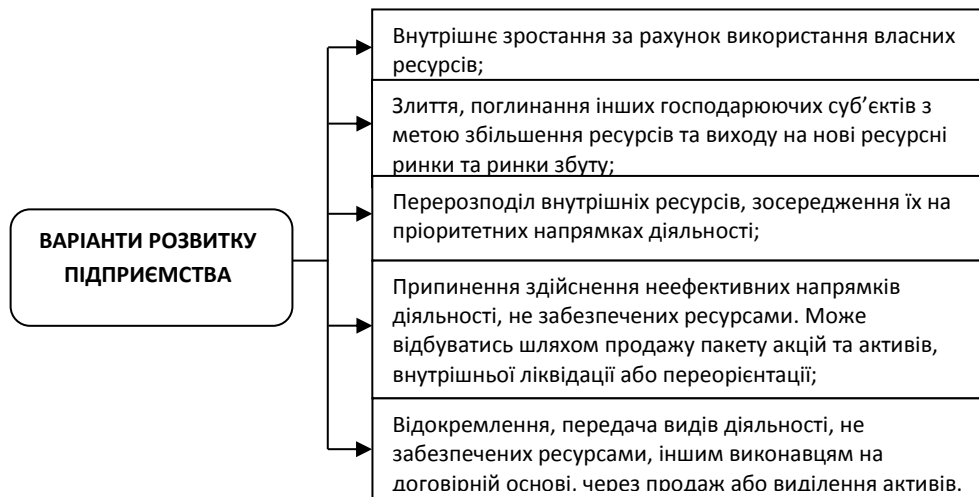 Внутрішнє зростання за рахунок використання власних
ресурсів;
Злиття, поглинання інших господарюючих суб’єктів з
метою збільшення ресурсів та виходу на нові ресурсні
ринки та ринки збуту;
Перерозподіл внутрішніх ресурсів, зосередження їх на
пріоритетних напрямках діяльності;
ВАРІАНТИ РОЗВИТКУ
ПІДПРИЄМСТВА
Припинення здійснення неефективних напрямків
діяльності, не забезпечених ресурсами. Може
відбуватись шляхом продажу пакету акцій та активів,
внутрішньої ліквідації або переорієнтації;
Відокремлення, передача видів діяльності, не
забезпечених ресурсами, іншим виконавцям на
договірній основі, через продаж або виділення активів.